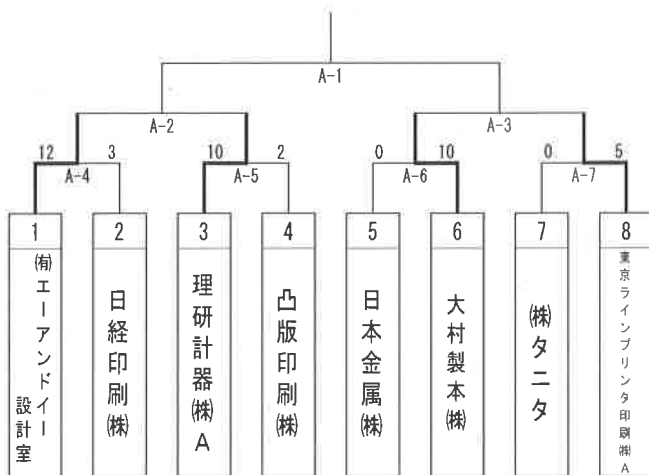 A-1
A-2
A-3
12 3 10 2 0 10 0 5
A-4 A-5 A-6 A-7
1 2 3 4 5 6 7 8
㈲エーアンドイー
設計室
日経印刷㈱
理研計器㈱A
凸版印刷㈱
日本金属㈱
大村製本㈱
㈱タニタ
東京ラインプリンタ印刷㈱A